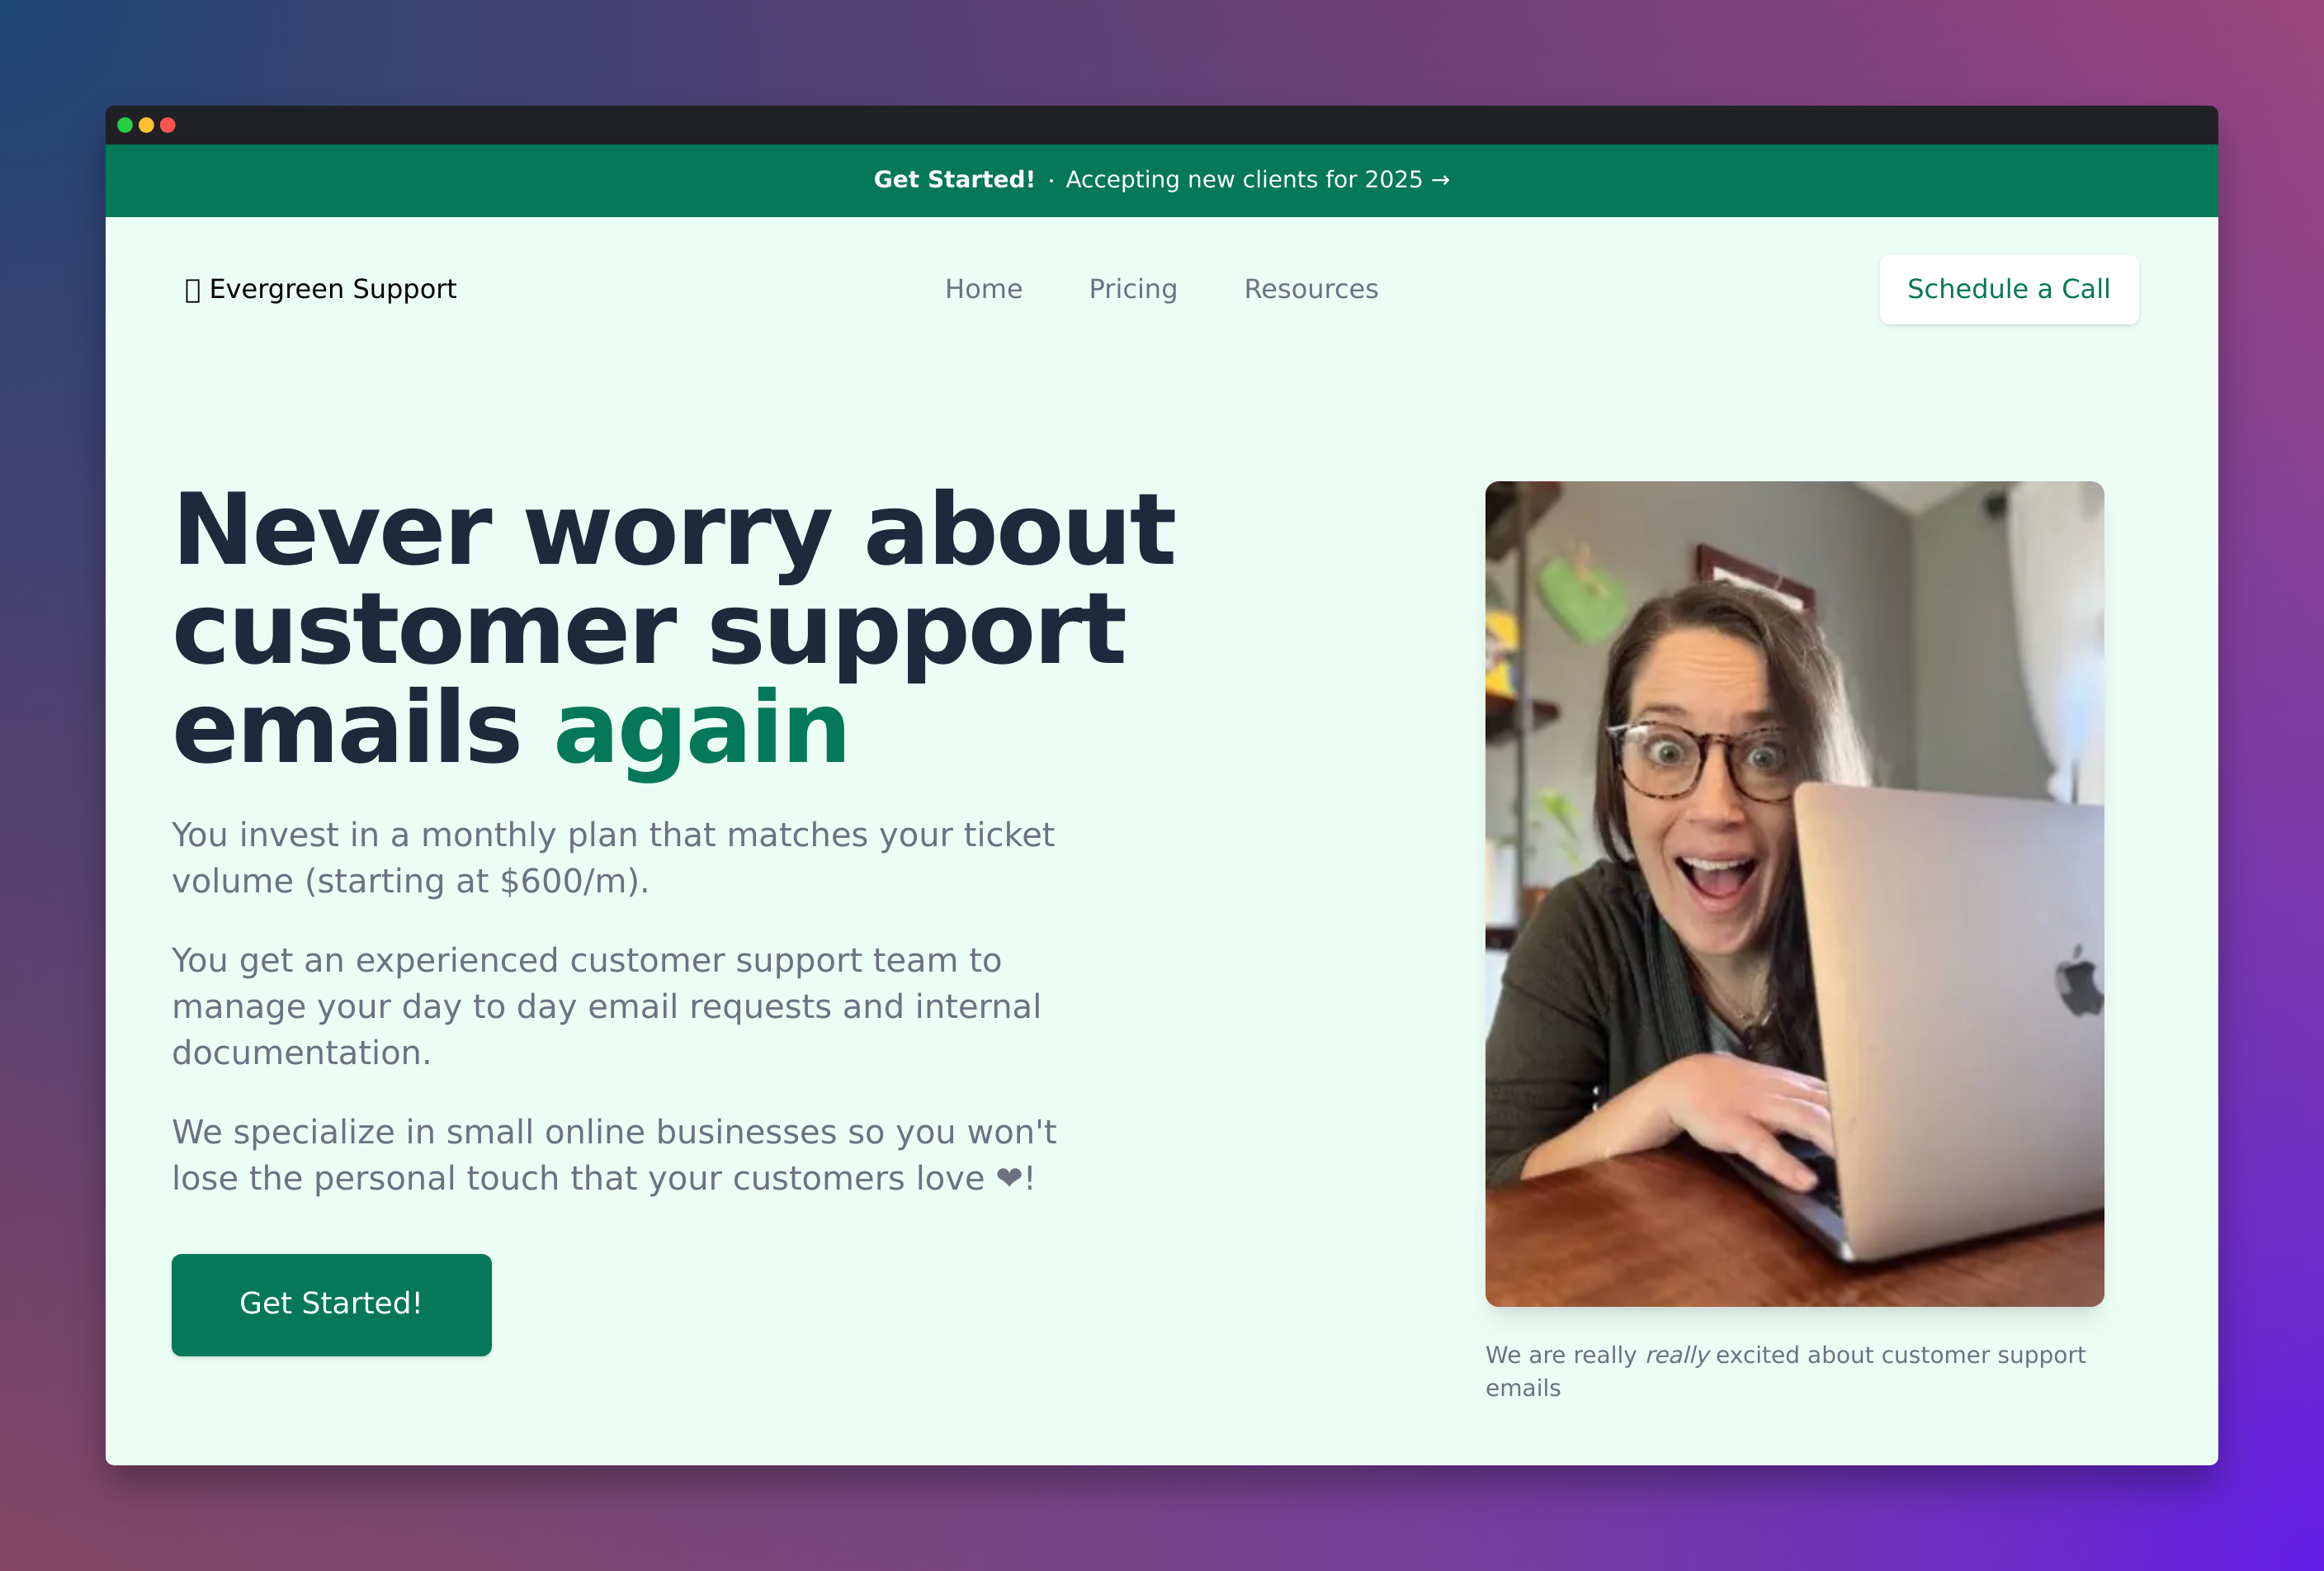 Get Started! · Accepting new clients for 2025 →
Evergreen Support
Home
Pricing
Resources
Schedule a Call
Never worry about
customer support
emails again
You invest in a monthly plan that matches your ticket
volume (starting at $600/m).
You get an experienced customer support team to
manage your day to day email requests and internal
documentation.
We specialize in small online businesses so you won't
lose the personal touch that your customers love ❤!
Get Started!
We are really really excited about customer support
emails